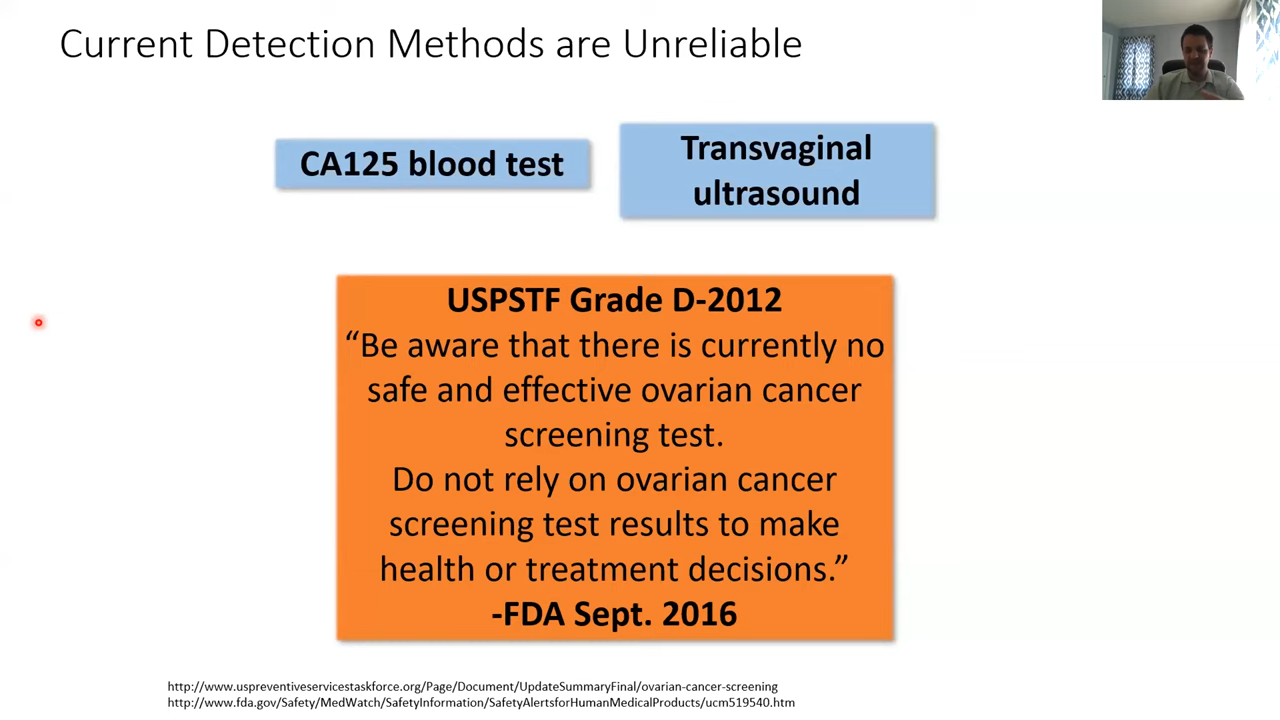 Current Detection Methods are Unreliable
CA125 blood test
Transvaginal
ultrasound
USPSTF Grade D-2012
“Be aware that there is currently no
safe and effective ovarian cancer
screening test.
Do not rely on ovarian cancer
screening test results to make
health or treatment decisions.”
-FDA Sept. 2016
http://www.uspreventiveservicestaskforce.org/Page/Document/UpdateSummaryFinal/ovarian-cancer-screening
http://www.fda.gov/Safety/MedWatch/SafetyInformation/SafetyAlertsforHumanMedicalProducts/ucm519540.htm